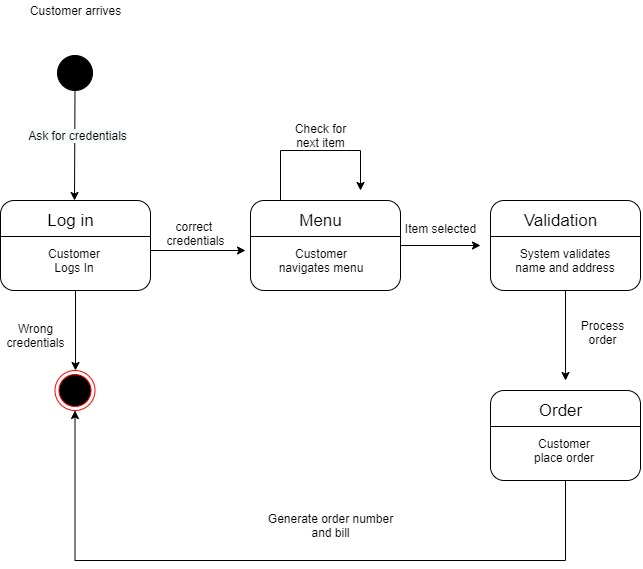 Customer arrives
Ask for credentials
Check for
next item
Log in
Customer
Logs In
correct
credentials
Menu
Customer
navigates menu
Item selected
Validation
System validates
name and address
Wrong
credentials
Process
order
Order
Customer
place order
Generate order number
and bill